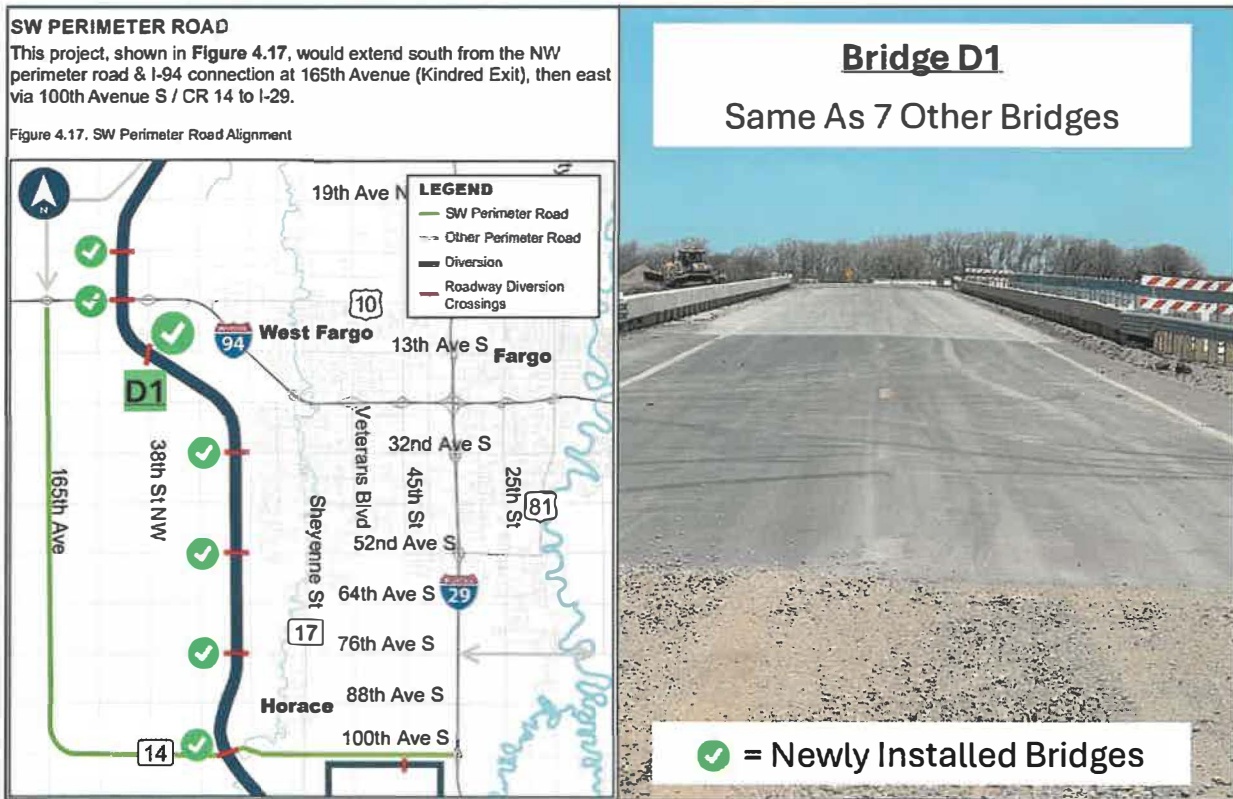 SW PERIMETER ROAD
This project, shown in Figure 4.17, would extend south from the NW
perimeter road & I-94 connection at 165th Avenue (Kindred Exit), then east
via 100th Avenue S / CR 14 to I-29.
Figure 4.17. SW Perimeter Road Alignment
N
19th Ave N
LEGEND
SW Perimeter Road
Other Perimeter Road
Diversion
Roadway Diversion
Crossings
10
94
West Fargo
13th Ave S
Fargo
D1
38th St NW
165th Ave
Veterans Blvd
32nd Ave S
45th St
25th St
81
Sheyenne St
52nd Ave S
64th Ave S
29
17
76th Ave S
88th Ave S
Horace
100th Ave S
14
Bridge D1
Same As 7 Other Bridges
= Newly Installed Bridges